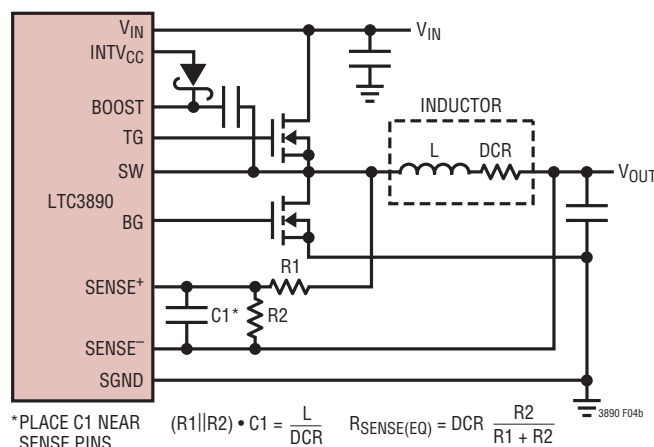 V_IN
V_IN
INTV_CC
BOOST
INDUCTOR
TG
L
DCR
SW
V_OUT
LTC3890
BG
R1
SENSE⁺
C1*
R2
SENSE⁻
SGND
*PLACE C1 NEAR
SENSE PINS
(R1||R2) • C1 = L/DCR
R_SENSE(EQ) = DCR R2/(R1 + R2)
3890 F04b